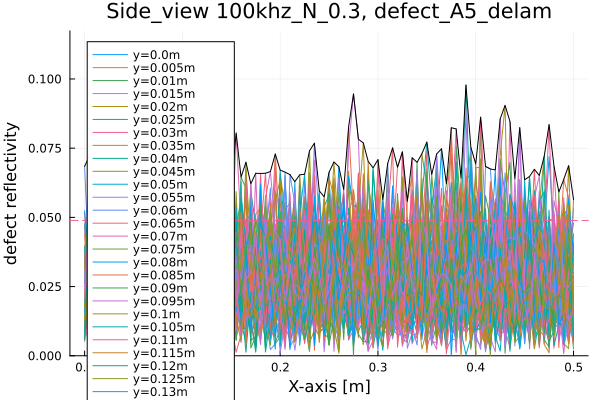 Side_view 100khz_N_0.3, defect_A5_delam
defect reflectivity
0.100
0.075
0.050
0.025
0.000
y=0.0m
y=0.005m
y=0.01m
y=0.015m
y=0.02m
y=0.025m
y=0.03m
y=0.035m
y=0.04m
y=0.045m
y=0.05m
y=0.055m
y=0.06m
y=0.065m
y=0.07m
y=0.075m
y=0.08m
y=0.085m
y=0.09m
y=0.095m
y=0.1m
y=0.105m
y=0.11m
y=0.115m
y=0.12m
y=0.125m
y=0.13m
0. 0.2 0.3 0.4 0.5
X-axis [m]